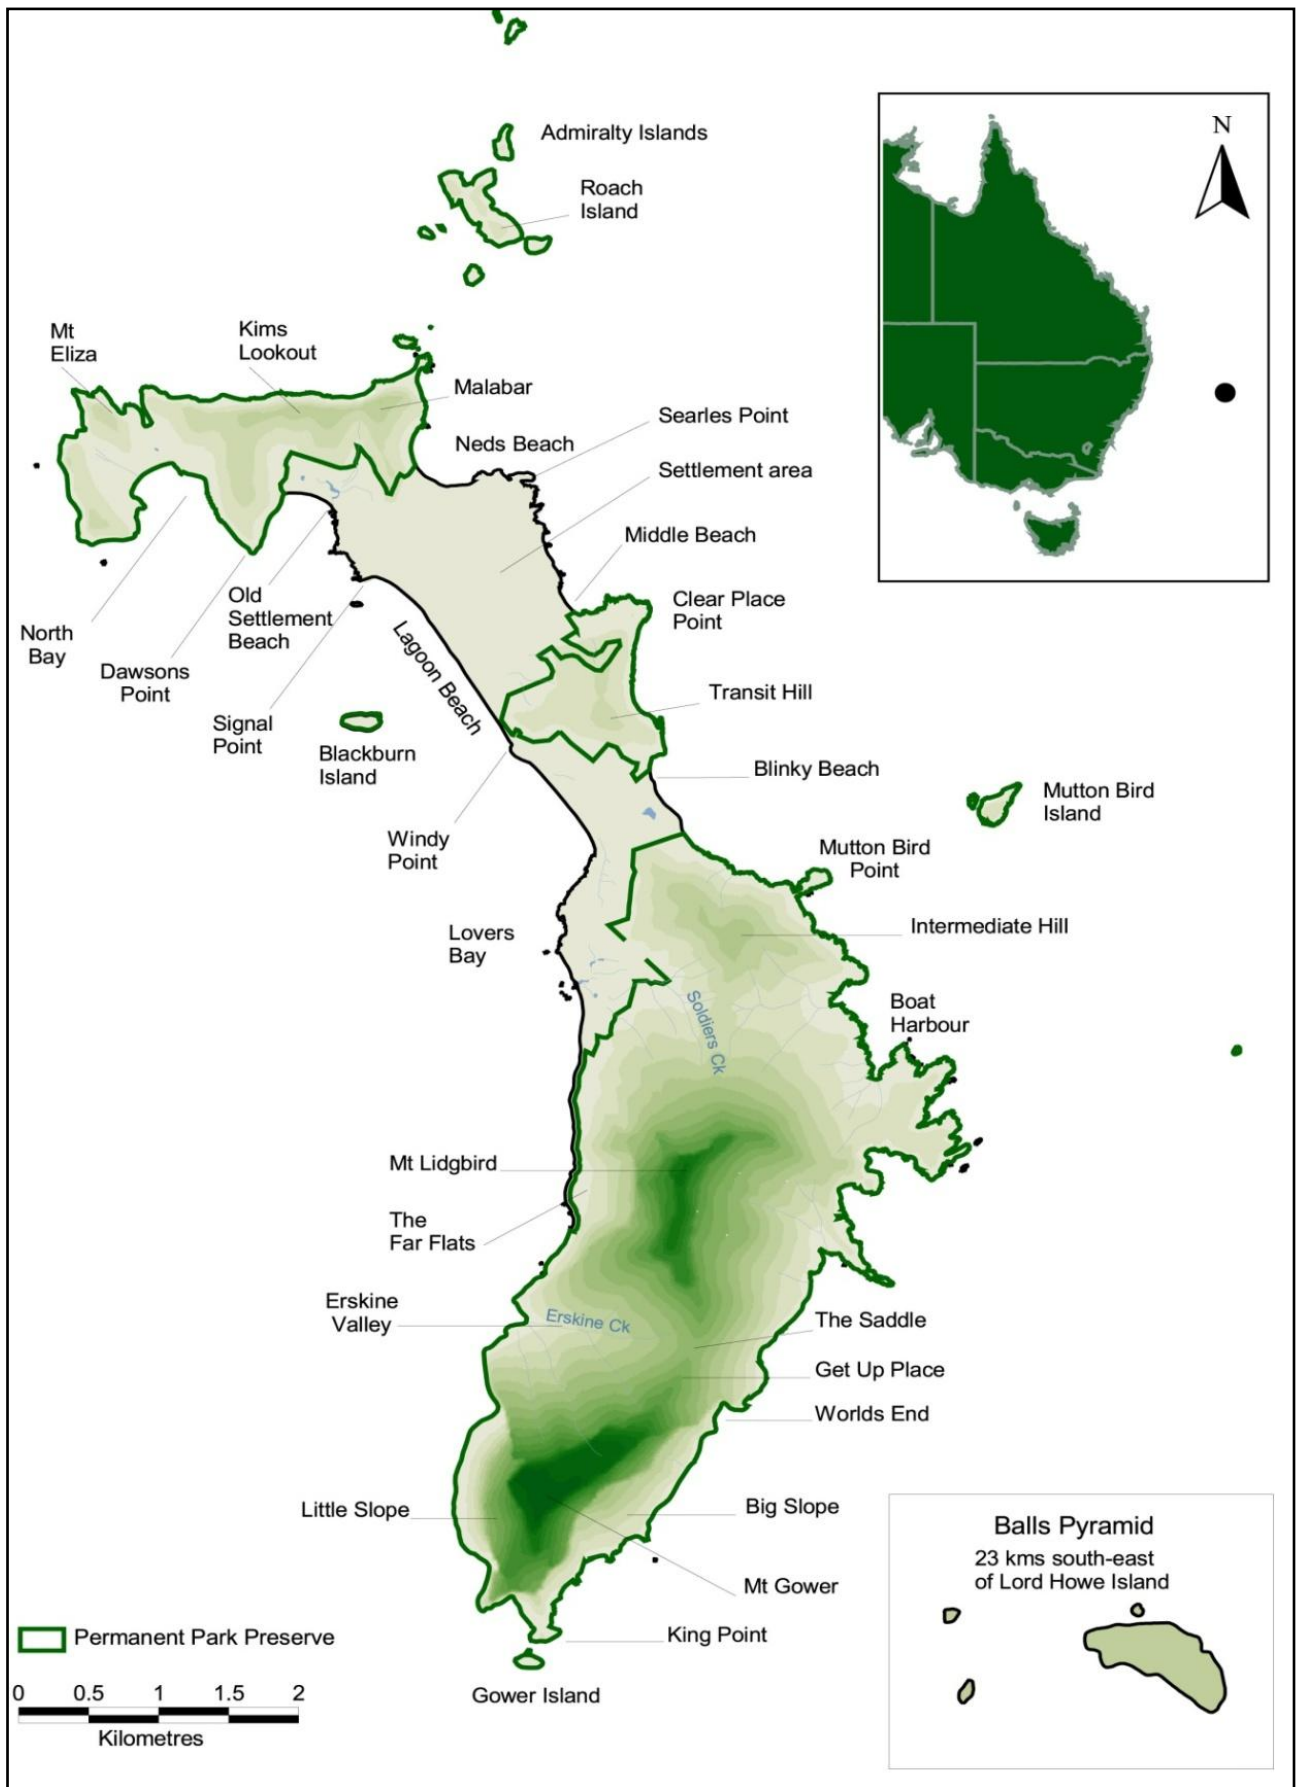 Admiralty Islands
N
Roach
Island
Mt
Eliza
Kims
Lookout
Malabar
Searles Point
Neds Beach
Settlement area
Middle Beach
Old
Settlement
Beach
Clear Place
Point
North
Bay
Dawsons
Point
Lagoon Beach
Signal
Point
Transit Hill
Blackburn
Island
Blinky Beach
Mutton Bird
Island
Windy
Point
Mutton Bird
Point
Lovers
Bay
Intermediate Hill
Soldiers Ck
Boat
Harbour
Mt Lidgbird
The
Far Flats
Erskine
Valley
Erskine Ck
The Saddle
Get Up Place
Worlds End
Little Slope
Big Slope
Mt Gower
King Point
Gower Island
Balls Pyramid
23 kms south-east
of Lord Howe Island
Permanent Park Preserve
0 0.5 1 1.5 2
Kilometres